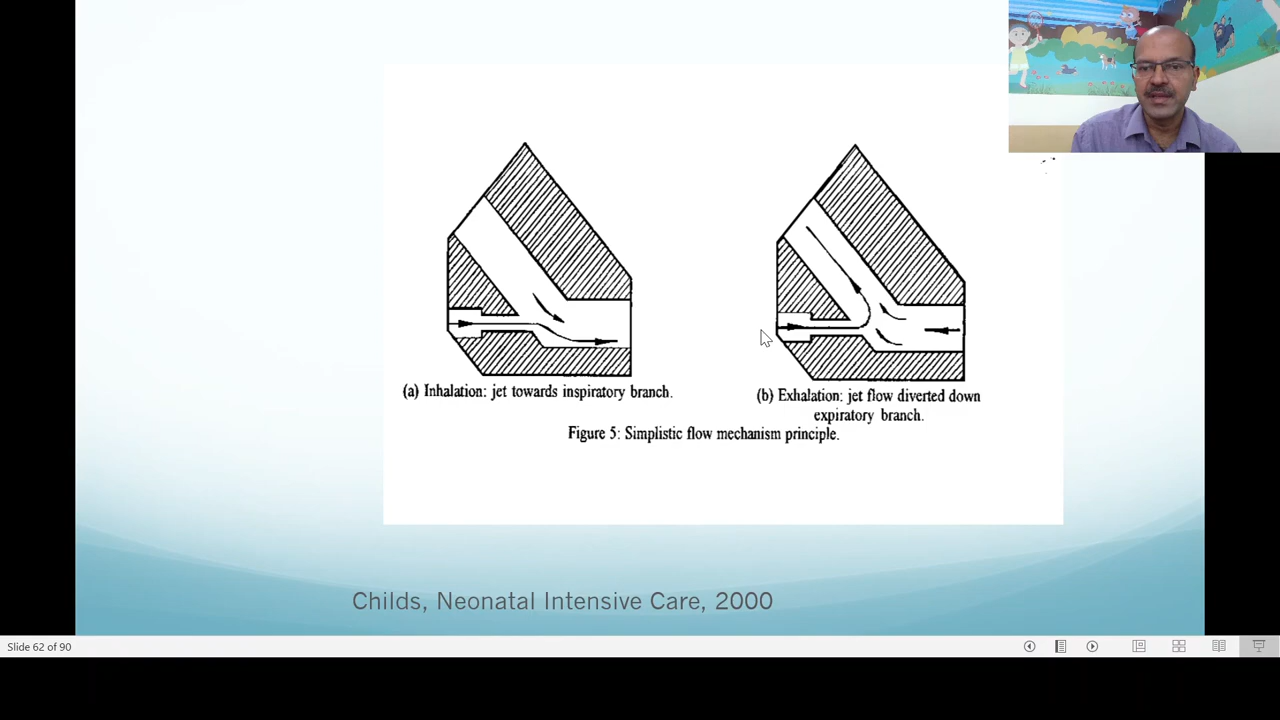 (a) Inhalation: jet towards inspiratory branch.
(b) Exhalation: jet flow diverted down
expiratory branch.
Figure 5: Simplistic flow mechanism principle.
Childs, Neonatal Intensive Care, 2000
Slide 62 of 90